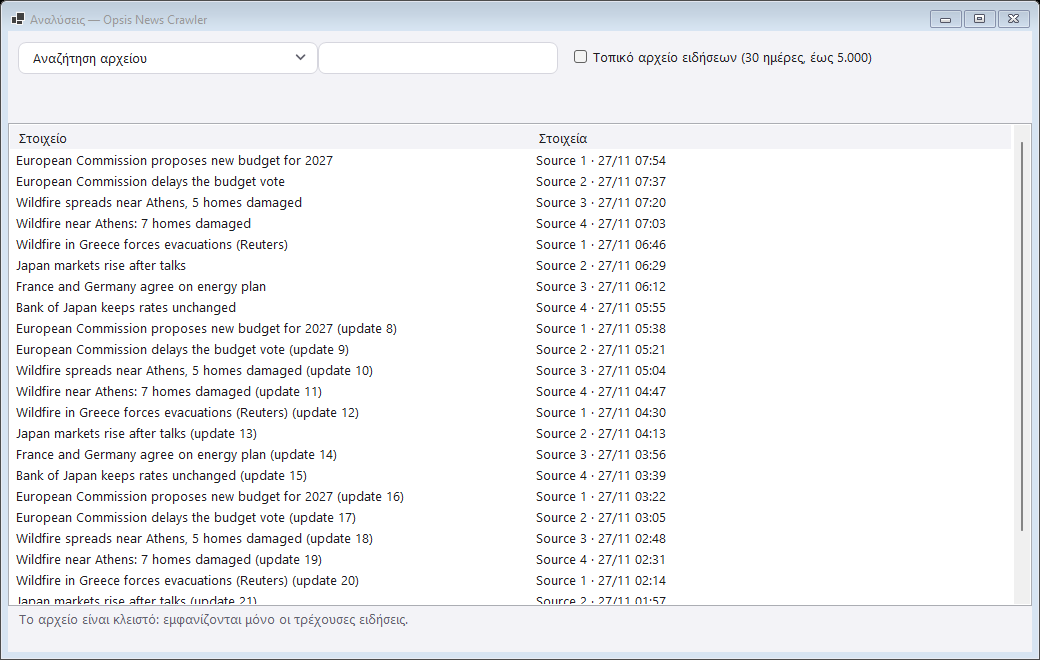 Αναλύσεις — Opsis News Crawler
Αναζήτηση αρχείου
Τοπικό αρχείο ειδήσεων (30 ημέρες, έως 5.000)
Στοιχείο Στοιχεία
European Commission proposes new budget for 2027 Source 1 · 27/11 07:54
European Commission delays the budget vote Source 2 · 27/11 07:37
Wildfire spreads near Athens, 5 homes damaged Source 3 · 27/11 07:20
Wildfire near Athens: 7 homes damaged Source 4 · 27/11 07:03
Wildfire in Greece forces evacuations (Reuters) Source 1 · 27/11 06:46
Japan markets rise after talks Source 2 · 27/11 06:29
France and Germany agree on energy plan Source 3 · 27/11 06:12
Bank of Japan keeps rates unchanged Source 4 · 27/11 05:55
European Commission proposes new budget for 2027 (update 8) Source 1 · 27/11 05:38
European Commission delays the budget vote (update 9) Source 2 · 27/11 05:21
Wildfire spreads near Athens, 5 homes damaged (update 10) Source 3 · 27/11 05:04
Wildfire near Athens: 7 homes damaged (update 11) Source 4 · 27/11 04:47
Wildfire in Greece forces evacuations (Reuters) (update 12) Source 1 · 27/11 04:30
Japan markets rise after talks (update 13) Source 2 · 27/11 04:13
France and Germany agree on energy plan (update 14) Source 3 · 27/11 03:56
Bank of Japan keeps rates unchanged (update 15) Source 4 · 27/11 03:39
European Commission proposes new budget for 2027 (update 16) Source 1 · 27/11 03:22
European Commission delays the budget vote (update 17) Source 2 · 27/11 03:05
Wildfire spreads near Athens, 5 homes damaged (update 18) Source 3 · 27/11 02:48
Wildfire near Athens: 7 homes damaged (update 19) Source 4 · 27/11 02:31
Wildfire in Greece forces evacuations (Reuters) (update 20) Source 1 · 27/11 02:14
Japan markets rise after talks (update 21) Source 2 · 27/11 01:57
Το αρχείο είναι κλειστό: εμφανίζονται μόνο οι τρέχουσες ειδήσεις.